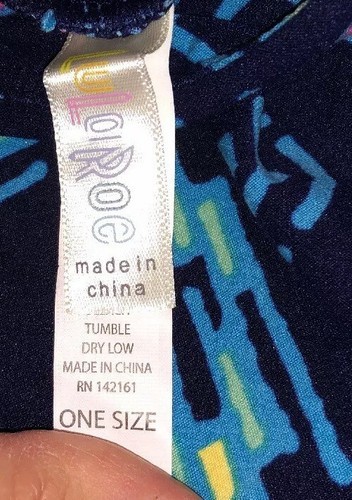 LuLaRoe
made in
china
TUMBLE
DRY LOW
MADE IN CHINA
RN 142161
ONE SIZE